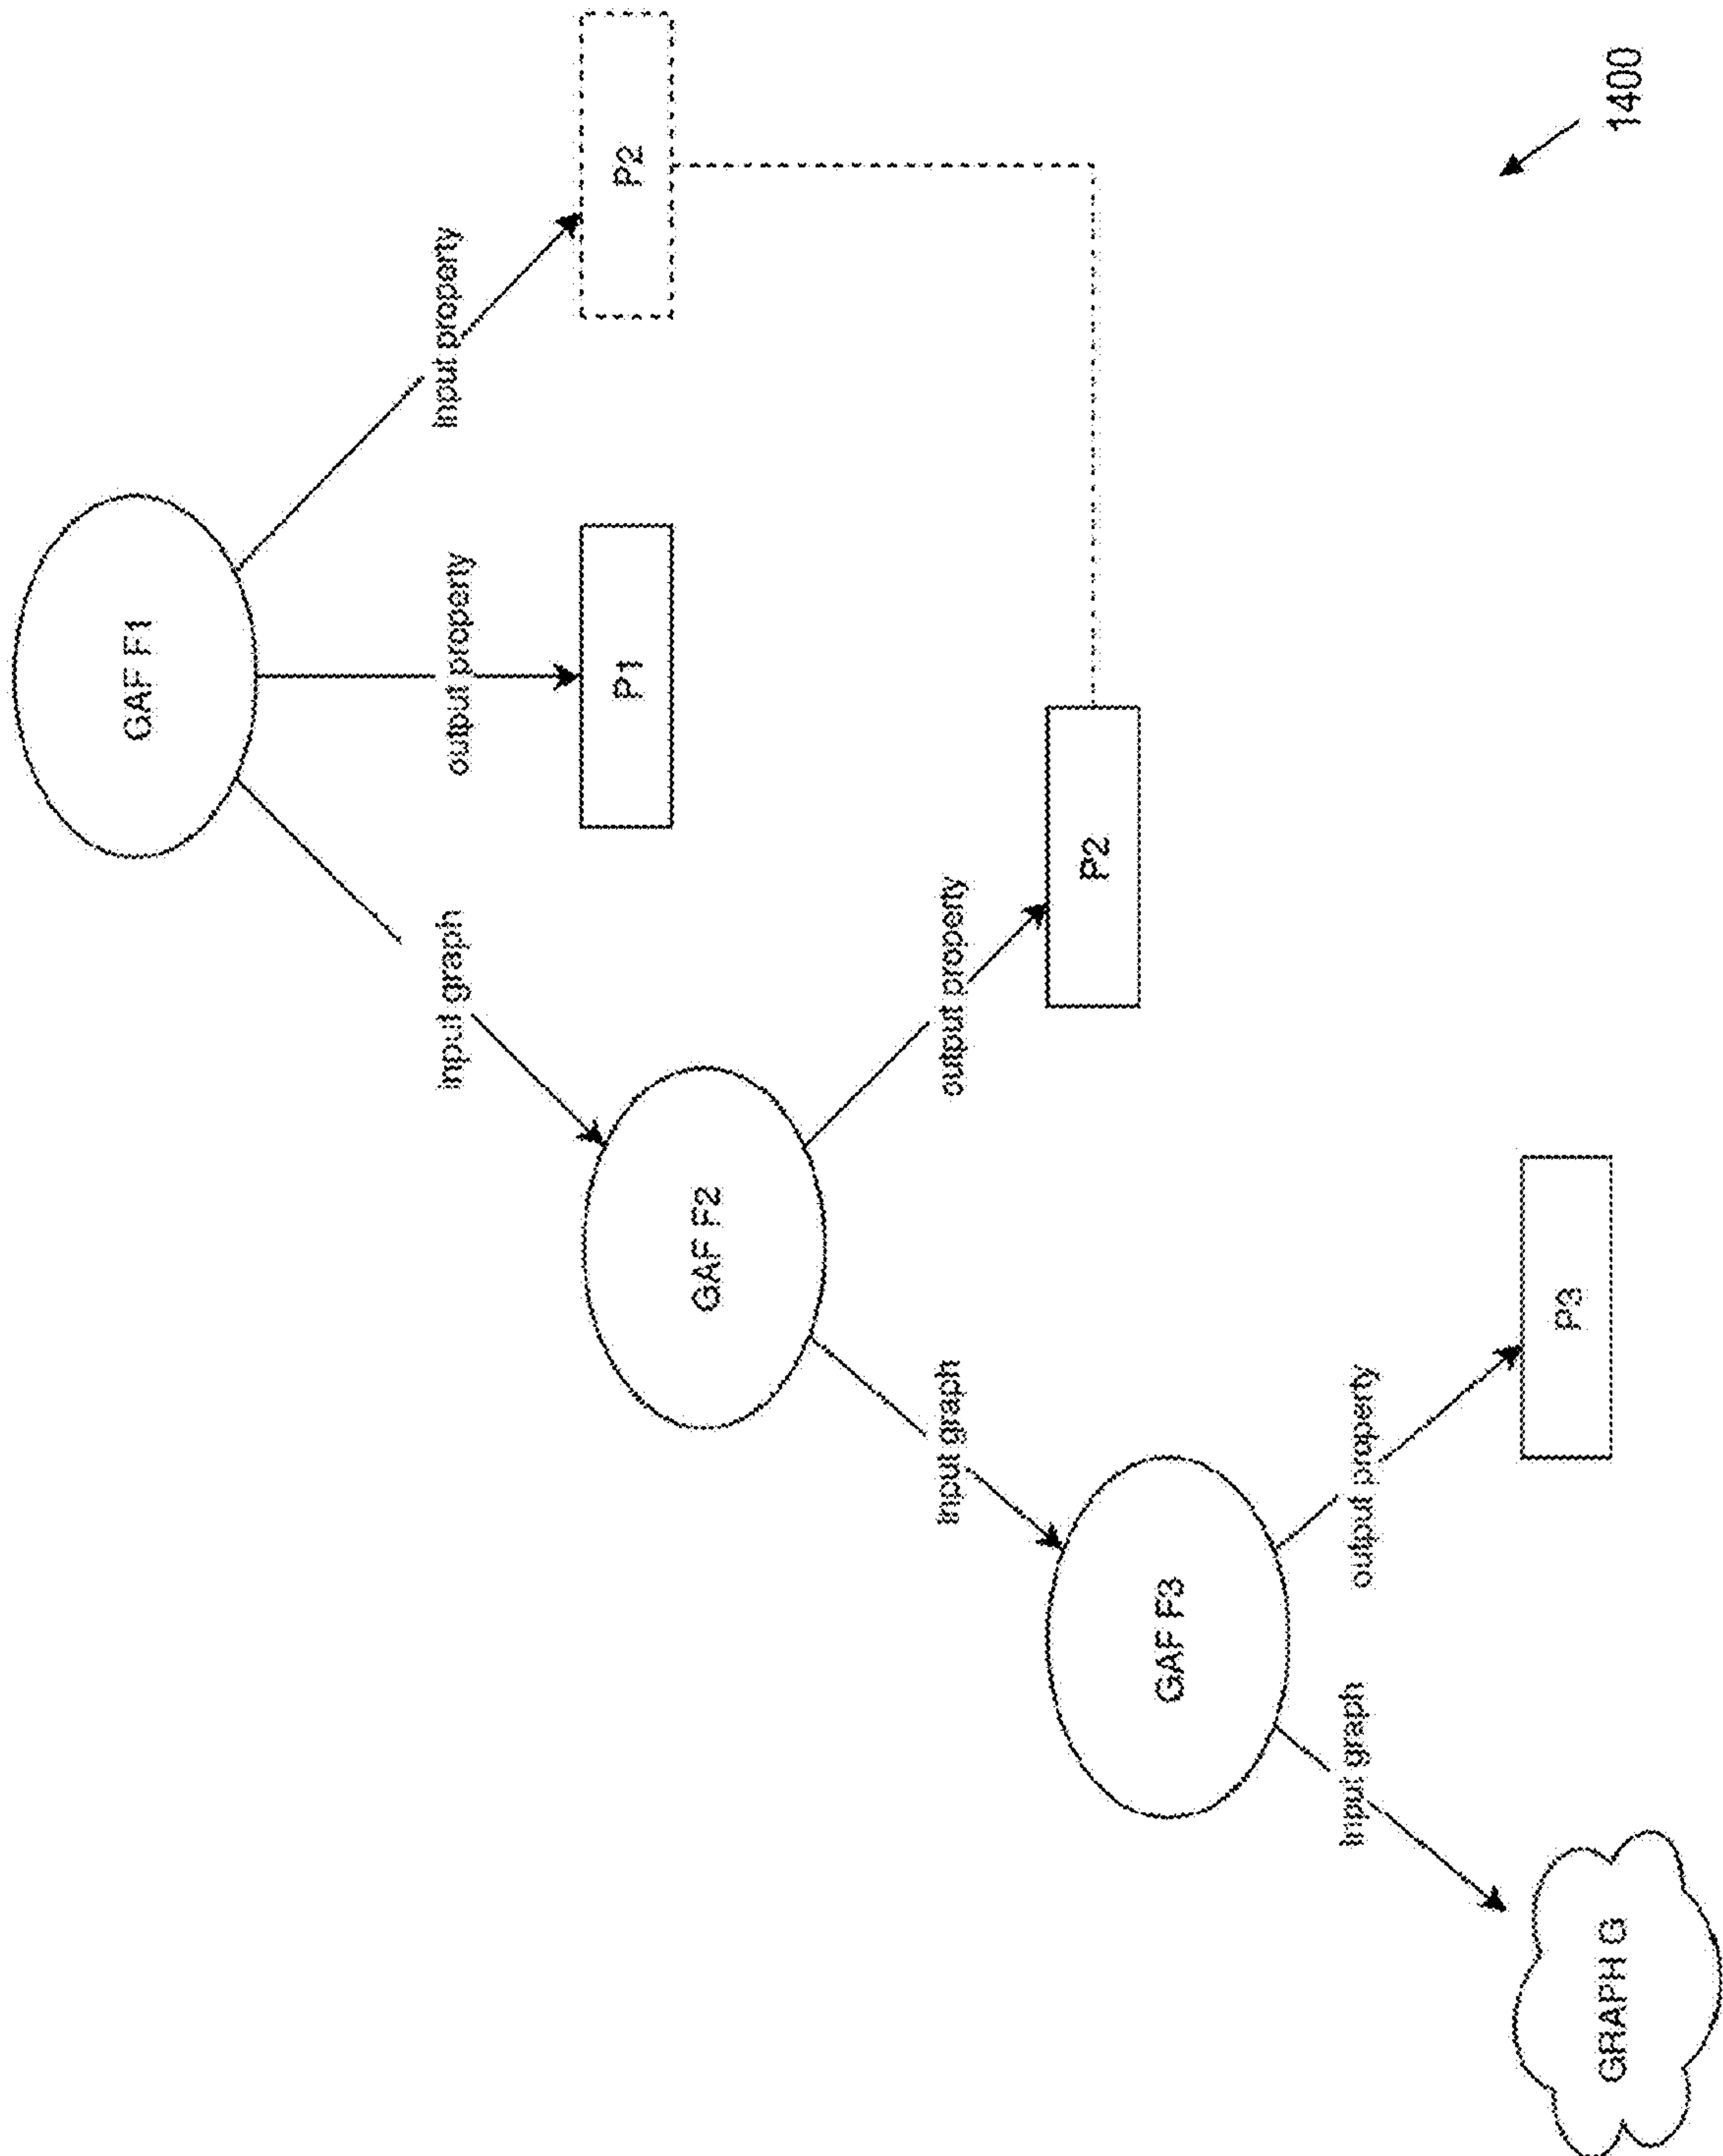 GAF F1
input graph
output property
input property
GAF F2
P1
P2
input graph
output property
GAF F3
P2
input graph
output property
GRAPH G
P3
1400